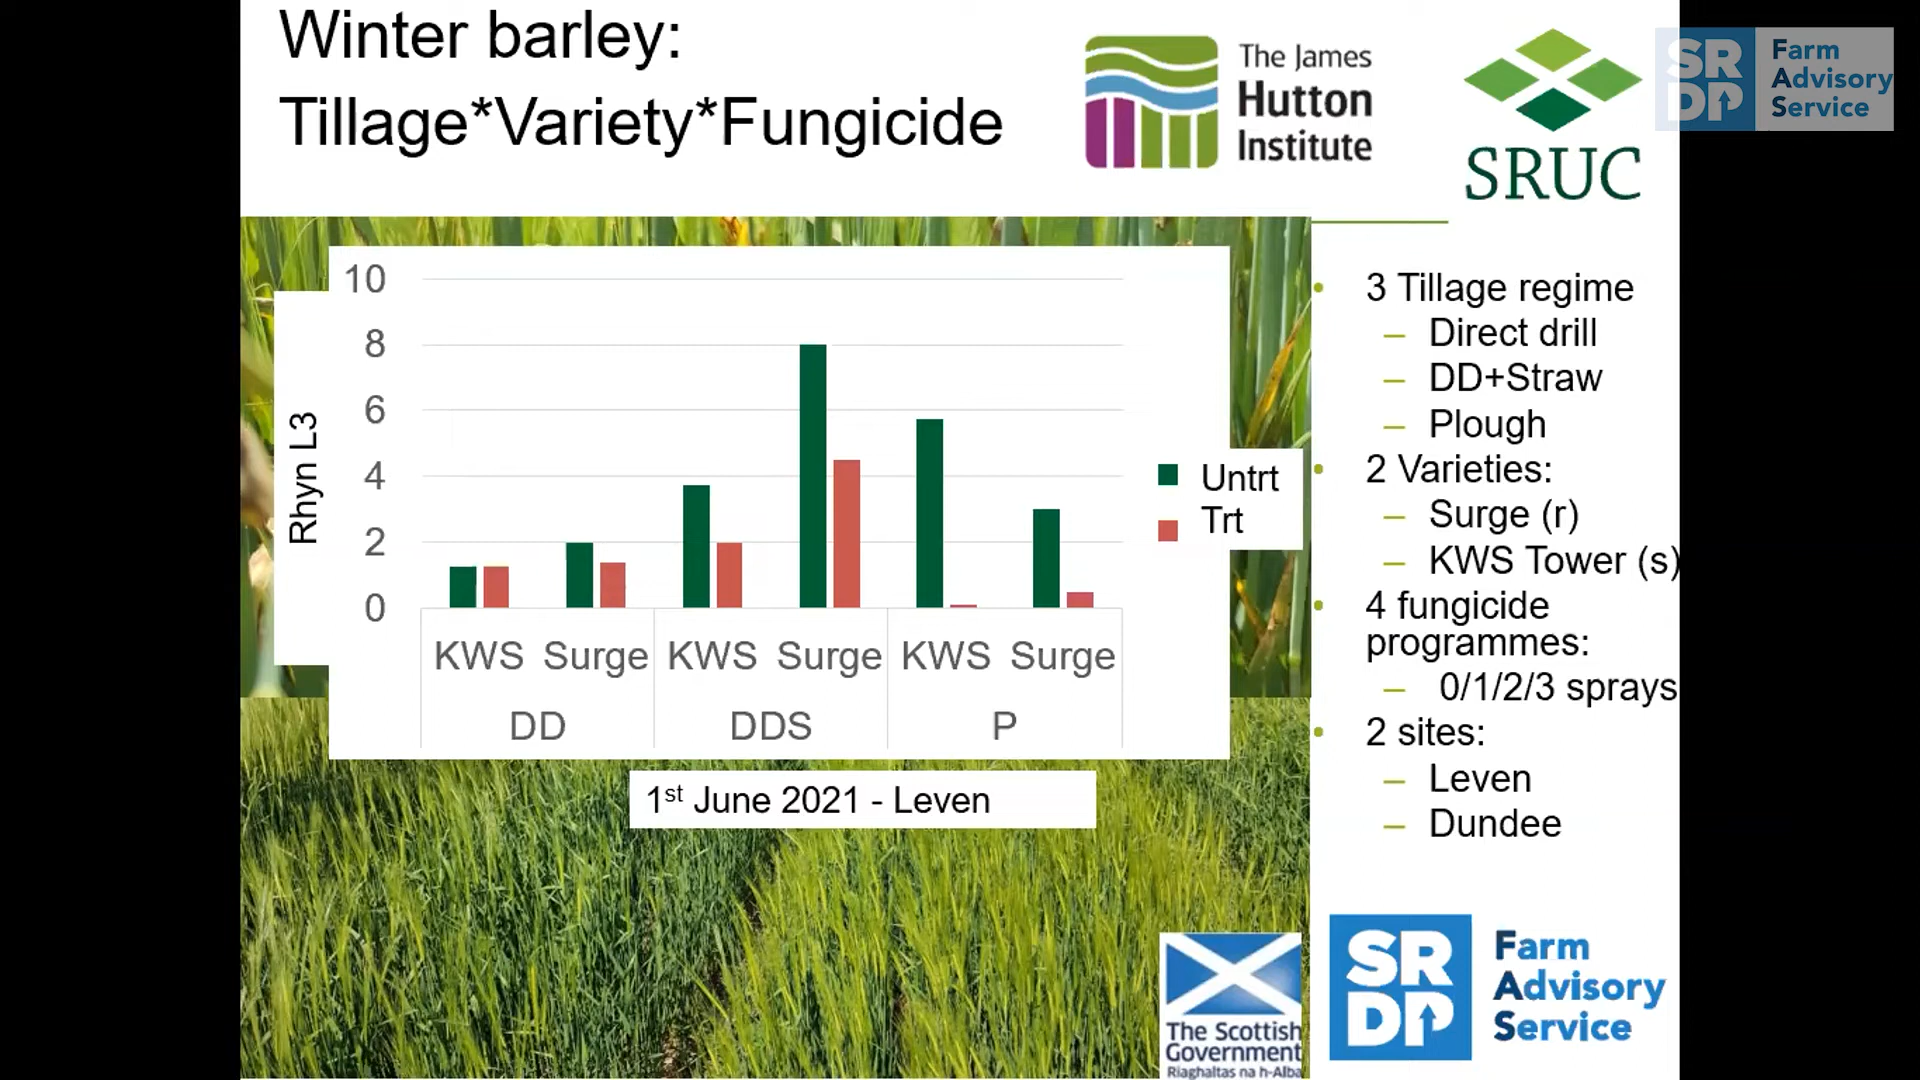 Winter barley:
Tillage*Variety*Fungicide
The James
Hutton
Institute
SRUC
SR
DP
Farm
Advisory
Service
10
8
6
4
2
0
Rhyn L3
KWS Surge KWS Surge KWS Surge
DD DDS P
Untrt
Trt
1st June 2021 - Leven
• 3 Tillage regime
– Direct drill
– DD+Straw
– Plough
• 2 Varieties:
– Surge (r)
– KWS Tower (s)
• 4 fungicide
programmes:
– 0/1/2/3 sprays
• 2 sites:
– Leven
– Dundee
The Scottish
Government
Riaghaltas na h-Alba
SR
DP
Farm
Advisory
Service